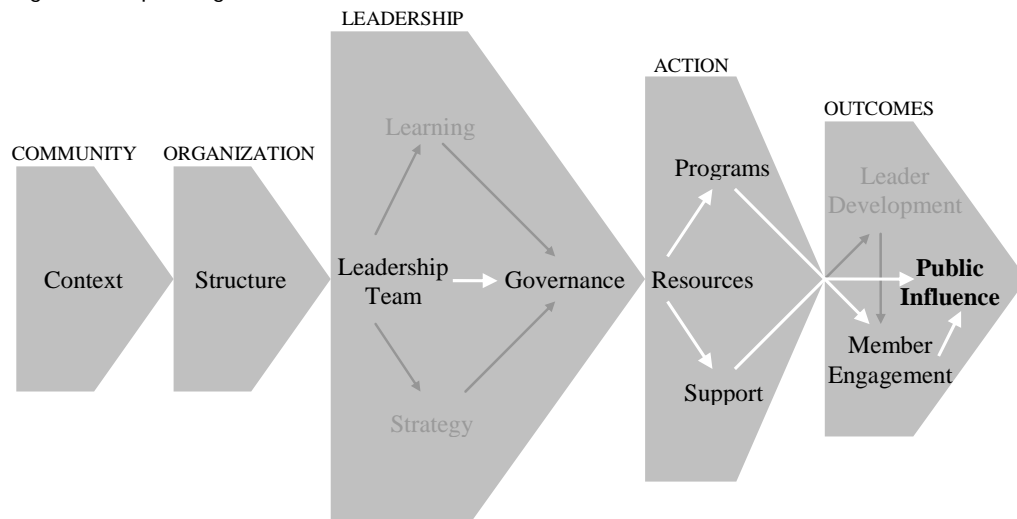 LEADERSHIP
ACTION
OUTCOMES
COMMUNITY
ORGANIZATION
Learning
Programs
Leader
Development
Context
Structure
Leadership
Team
Governance
Resources
Public
Influence
Member
Engagement
Support
Strategy